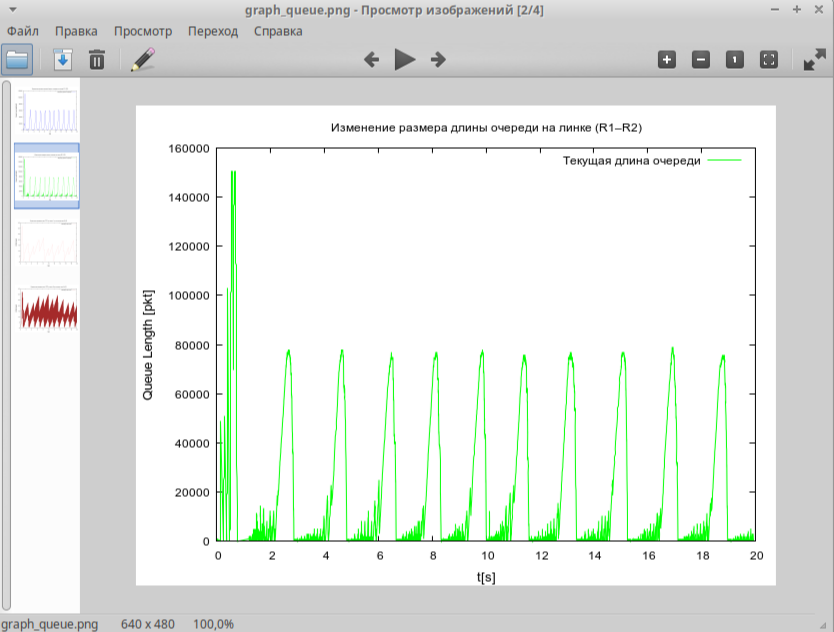 graph_queue.png - Просмотр изображений [2/4]
Файл Правка Просмотр Переход Справка
1
Изменение размера длины очереди на линке (R1–R2)
Текущая длина очереди
160000
140000
120000
100000
80000
60000
40000
20000
0
Queue Length [pkt]
0 2 4 6 8 10 12 14 16 18 20
t[s]
graph_queue.png 640 x 480 100,0%